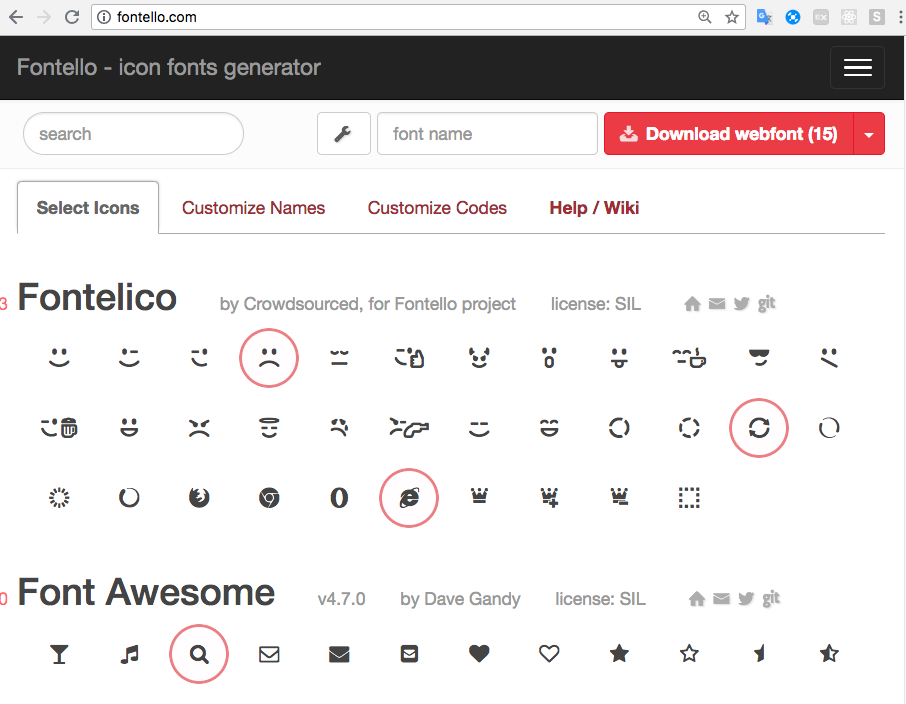 fontello.com
Fontello - icon fonts generator
search
font name
Download webfont (15)
Select Icons
Customize Names
Customize Codes
Help / Wiki
3 Fontelico by Crowdsourced, for Fontello project license: SIL git
0 Font Awesome v4.7.0 by Dave Gandy license: SIL git